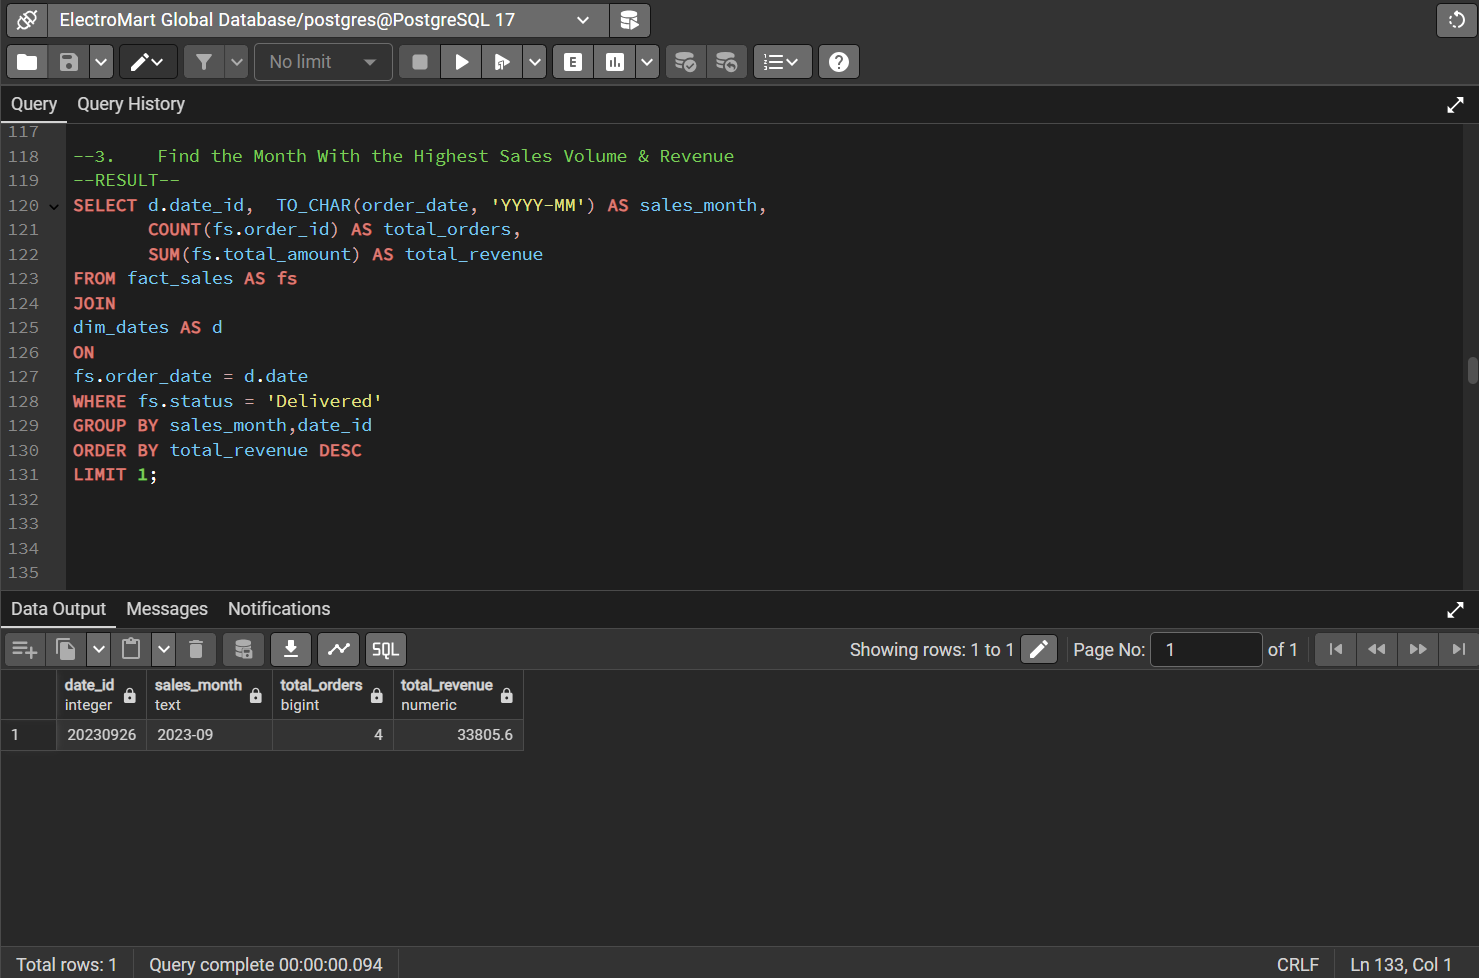 ElectroMart Global Database/postgres@PostgreSQL 17
No limit
E
Query Query History
117
118 --3.    Find the Month With the Highest Sales Volume & Revenue
119 --RESULT--
120 SELECT d.date_id,  TO_CHAR(order_date, 'YYYY-MM') AS sales_month,
121        COUNT(fs.order_id) AS total_orders,
122        SUM(fs.total_amount) AS total_revenue
123 FROM fact_sales AS fs
124 JOIN
125 dim_dates AS d
126 ON
127 fs.order_date = d.date
128 WHERE fs.status = 'Delivered'
129 GROUP BY sales_month,date_id
130 ORDER BY total_revenue DESC
131 LIMIT 1;
132
133
134
135
Data Output Messages Notifications
SQL Showing rows: 1 to 1 Page No: 1 of 1
date_id sales_month total_orders total_revenue
integer text bigint numeric
1 20230926 2023-09 4 33805.6
Total rows: 1 Query complete 00:00:00.094 CRLF Ln 133, Col 1